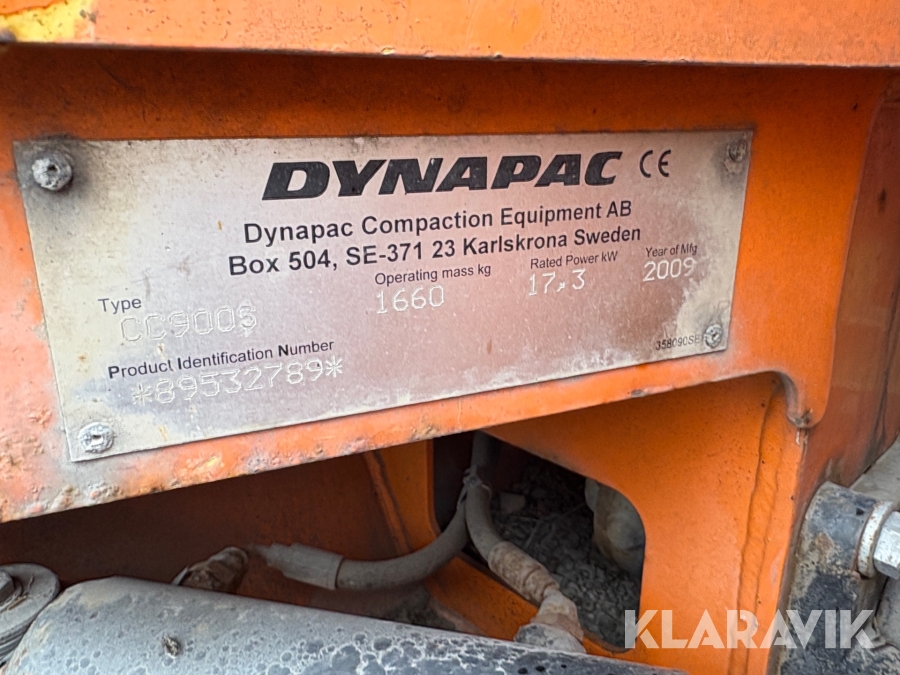 DYNAPAC CE
Dynapac Compaction Equipment AB
Box 504, SE-371 23 Karlskrona Sweden
Type Operating mass kg Rated Power kW Year of Mfg
CC900S 1660 17,3 2009
Product Identification Number
*89532789*
358090SE
KLARAVIK